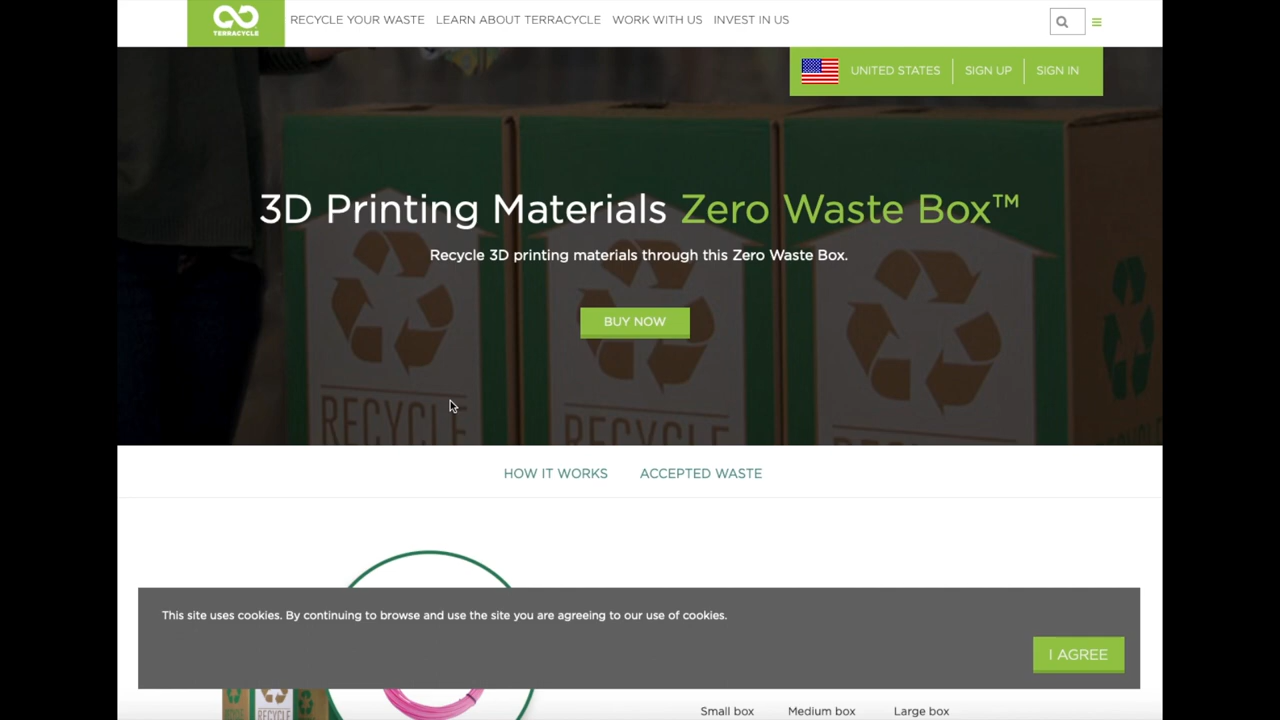 TERRACYCLE
RECYCLE YOUR WASTE LEARN ABOUT TERRACYCLE WORK WITH US INVEST IN US
UNITED STATES SIGN UP SIGN IN
3D Printing Materials Zero Waste Box™
Recycle 3D printing materials through this Zero Waste Box.
BUY NOW
RECYCLE
HOW IT WORKS ACCEPTED WASTE
This site uses cookies. By continuing to browse and use the site you are agreeing to our use of cookies.
I AGREE
RECYCLE
Small box Medium box Large box